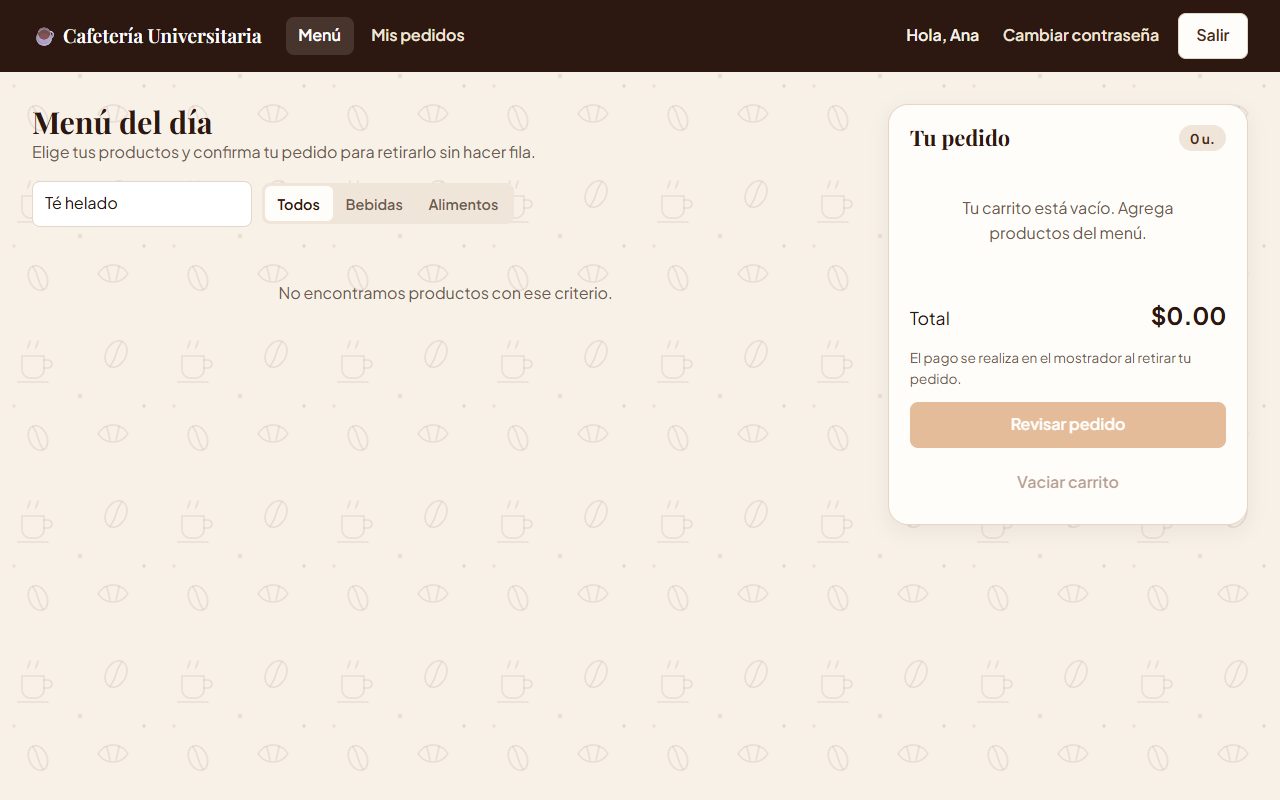 Cafetería Universitaria
Menú
Mis pedidos
Hola, Ana
Cambiar contraseña
Salir
Menú del día
Elige tus productos y confirma tu pedido para retirarlo sin hacer fila.
Té helado
Todos
Bebidas
Alimentos
No encontramos productos con ese criterio.
Tu pedido
0 u.
Tu carrito está vacío. Agrega
productos del menú.
Total
$0.00
El pago se realiza en el mostrador al retirar tu
pedido.
Revisar pedido
Vaciar carrito